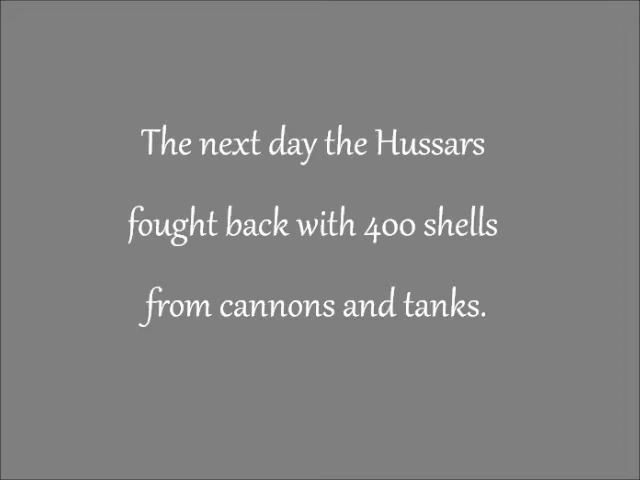 The next day the Hussars
fought back with 400 shells
from cannons and tanks.